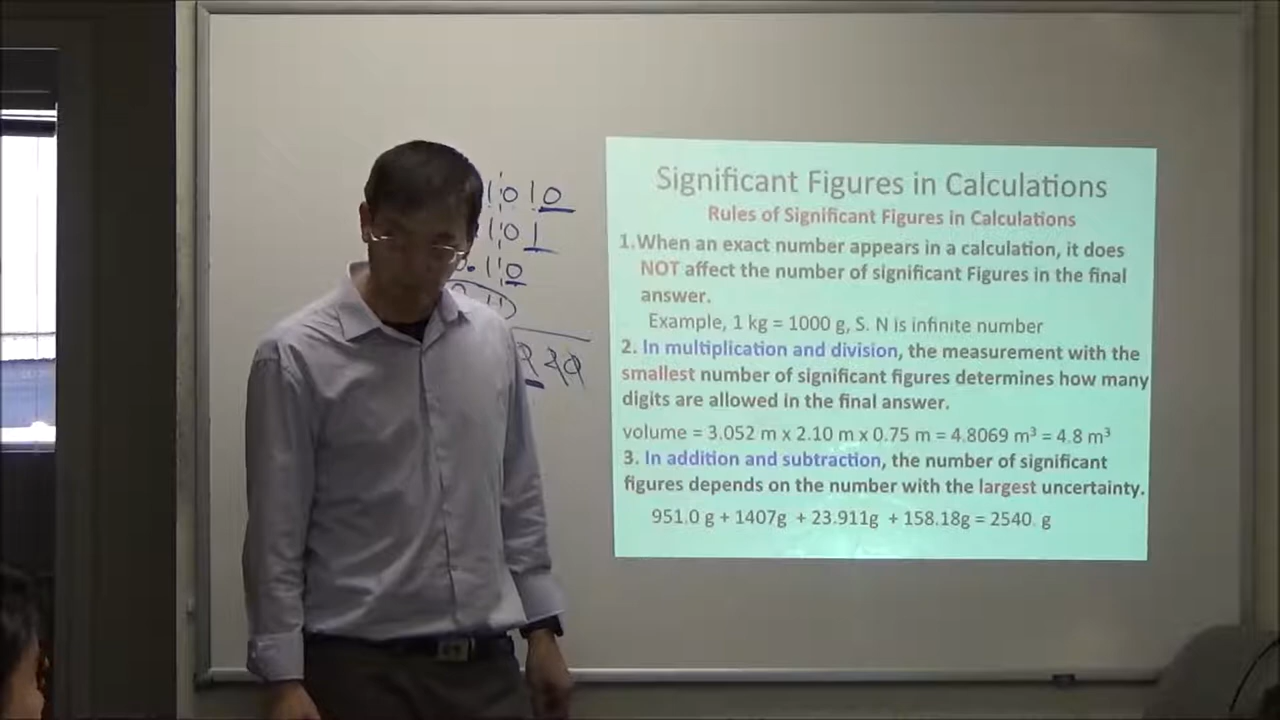 Significant Figures in Calculations
Rules of Significant Figures in Calculations
1.When an exact number appears in a calculation, it does
NOT affect the number of significant Figures in the final
answer.
Example, 1 kg = 1000 g, S. N is infinite number
2. In multiplication and division, the measurement with the
smallest number of significant figures determines how many
digits are allowed in the final answer.
volume = 3.052 m x 2.10 m x 0.75 m = 4.8069 m³ = 4.8 m³
3. In addition and subtraction, the number of significant
figures depends on the number with the largest uncertainty.
951.0 g + 1407g + 23.911g + 158.18g = 2540. g